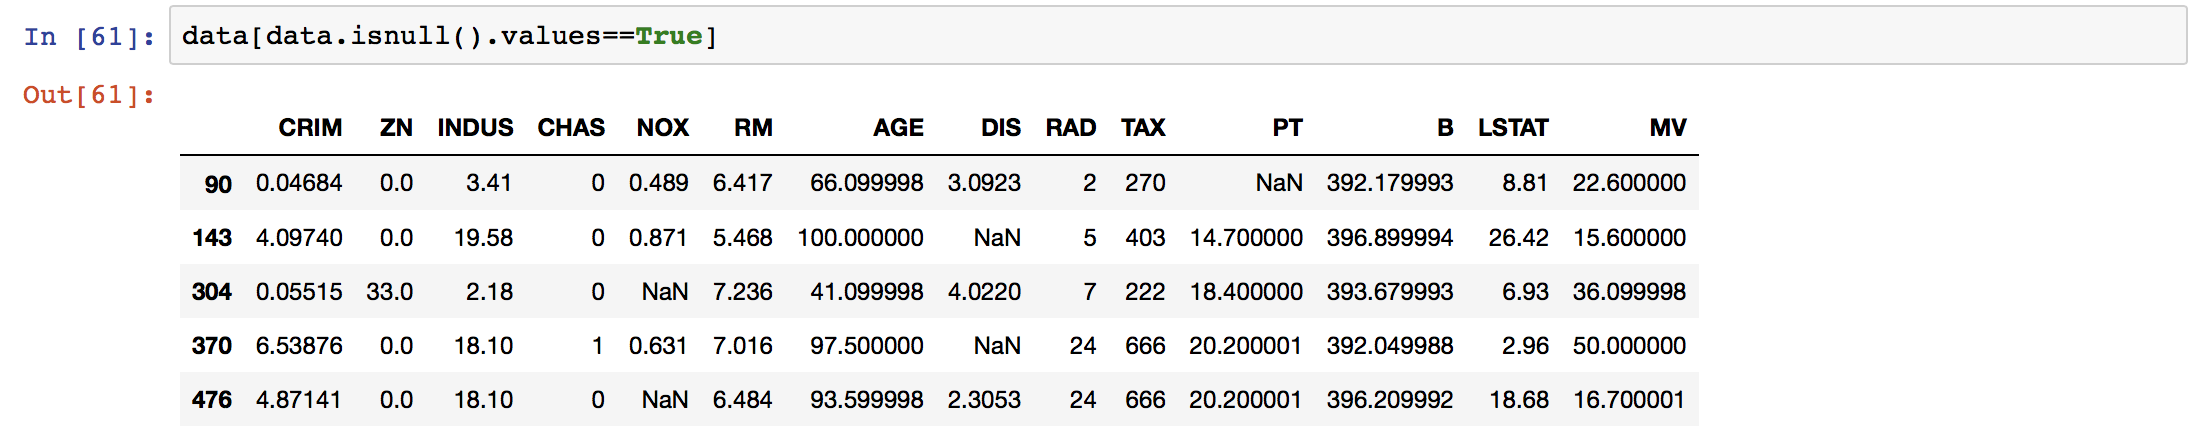 In [61]: data[data.isnull().values==True]
Out[61]:
CRIM ZN INDUS CHAS NOX RM AGE DIS RAD TAX PT B LSTAT MV
90 0.04684 0.0 3.41 0 0.489 6.417 66.099998 3.0923 2 270 NaN 392.179993 8.81 22.600000
143 4.09740 0.0 19.58 0 0.871 5.468 100.000000 NaN 5 403 14.700000 396.899994 26.42 15.600000
304 0.05515 33.0 2.18 0 NaN 7.236 41.099998 4.0220 7 222 18.400000 393.679993 6.93 36.099998
370 6.53876 0.0 18.10 1 0.631 7.016 97.500000 NaN 24 666 20.200001 392.049988 2.96 50.000000
476 4.87141 0.0 18.10 0 NaN 6.484 93.599998 2.3053 24 666 20.200001 396.209992 18.68 16.700001